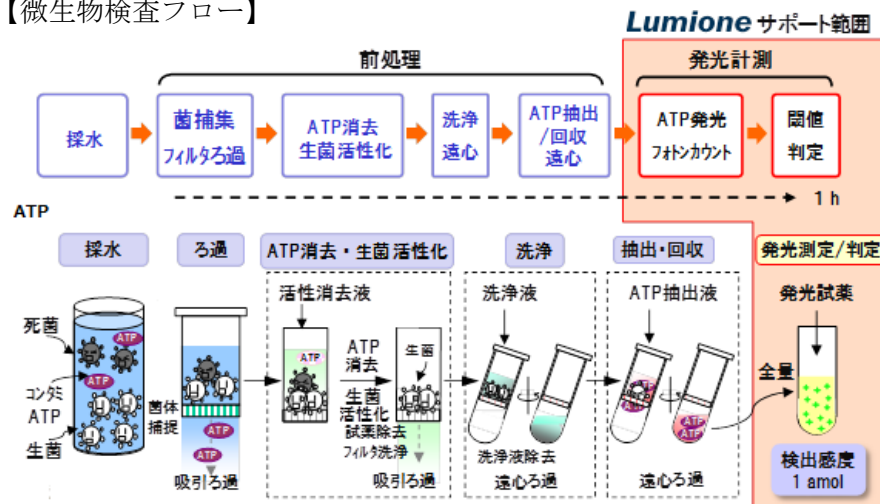 【微生物検査フロー】
Lumione サポート範囲
前処理
発光計測
採水
菌捕集
フィルタろ過
ATP消去
生菌活性化
洗浄
遠心
ATP抽出
/回収
遠心
ATP発光
フォトンカウント
閾値
判定
1 h
ATP
採水
ろ過
ATP消去・生菌活性化
洗浄
抽出・回収
発光測定/判定
活性消去液
洗浄液
ATP抽出液
発光試薬
死菌
ATP
ATP
コンタミ
ATP
生菌
菌体
捕捉
ATP
ATP
吸引ろ過
ATP
ATP
消去
生菌
活性化
試薬除去
フィルタ洗浄
生菌
吸引ろ過
洗浄液除去
遠心ろ過
ATP
ATP
遠心ろ過
全量
検出感度
1 amol